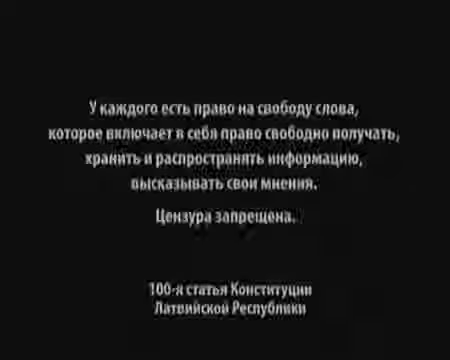 У каждого есть право на свободу слова,
которое включает в себя право свободно получать,
хранить и распространять информацию,
высказывать свои мнения.
Цензура запрещена.
100-я статья Конституции
Латвийской Республики